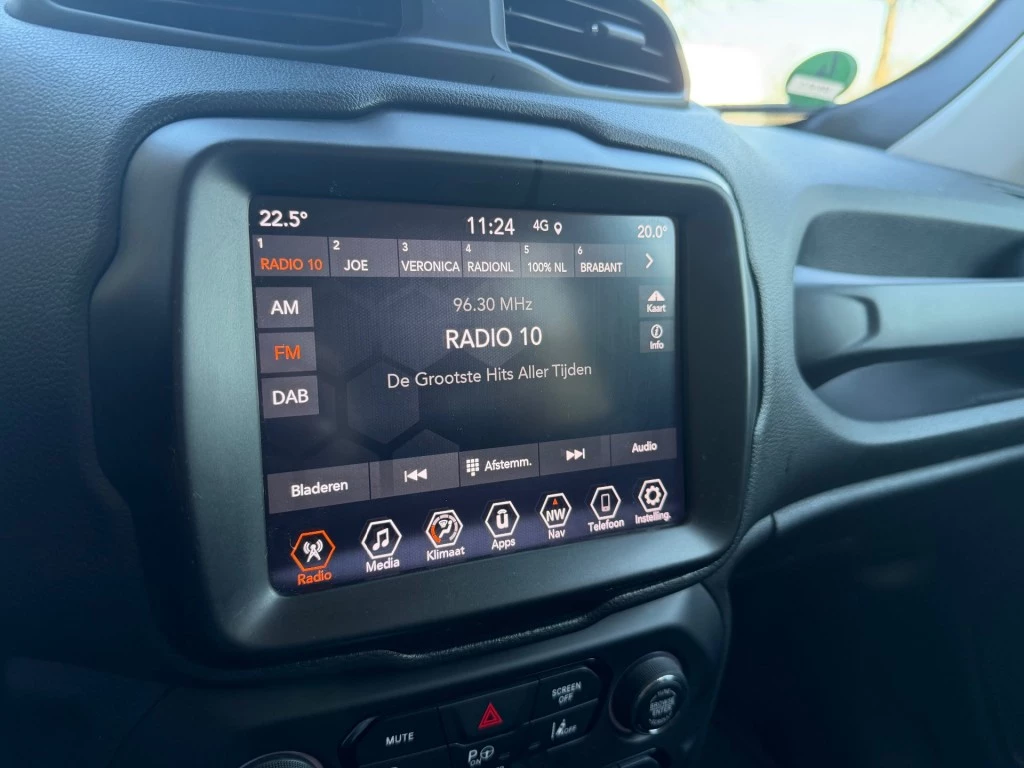 22.5° 11:24 4G 20.0°
1 2 3 4 5 6
RADIO 10 JOE VERONICA RADIONL 100% NL BRABANT
AM
96.30 MHz
Kaart
FM
RADIO 10
Info
DAB
De Grootste Hits Aller Tijden
Bladeren
Afstemm.
Audio
NW
Radio Media Klimaat Apps Nav Telefoon Instelling.
MUTE
SCREEN
OFF
OFF
P
ON